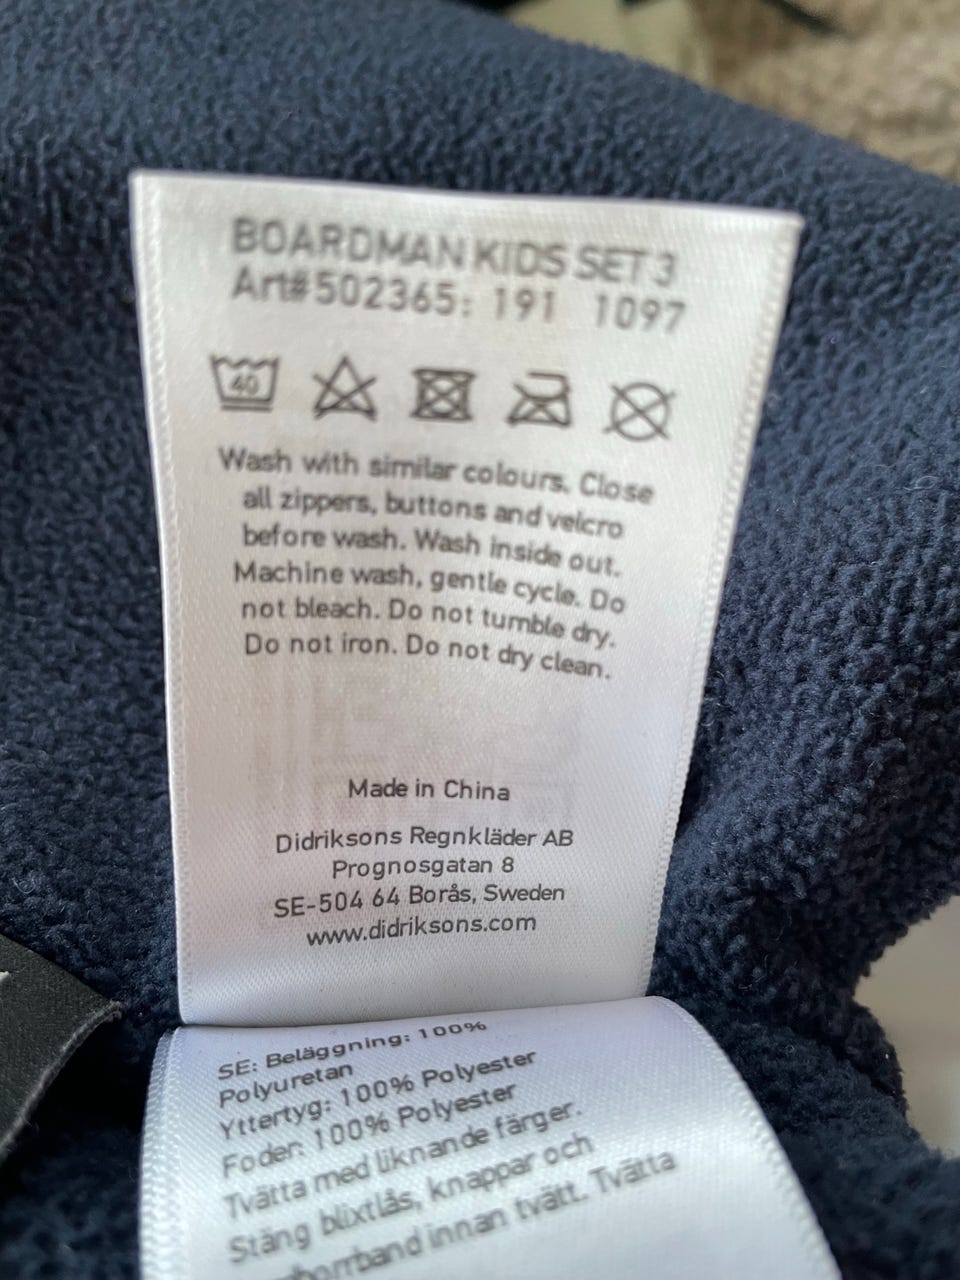 BOARDMAN KIDS SET 3
Art#502365: 191 1097
40
Wash with similar colours. Close
all zippers, buttons and velcro
before wash. Wash inside out.
Machine wash, gentle cycle. Do
not bleach. Do not tumble dry.
Do not iron. Do not dry clean.
Made in China
Didriksons Regnkläder AB
Prognosgatan 8
SE-504 64 Borås, Sweden
www.didriksons.com
SE: Beläggning: 100%
Polyuretan
Yttertyg: 100% Polyester
Foder: 100% Polyester
Tvätta med liknande färger.
Stäng blixtlås, knappar och
innan tvätt. Tvätta